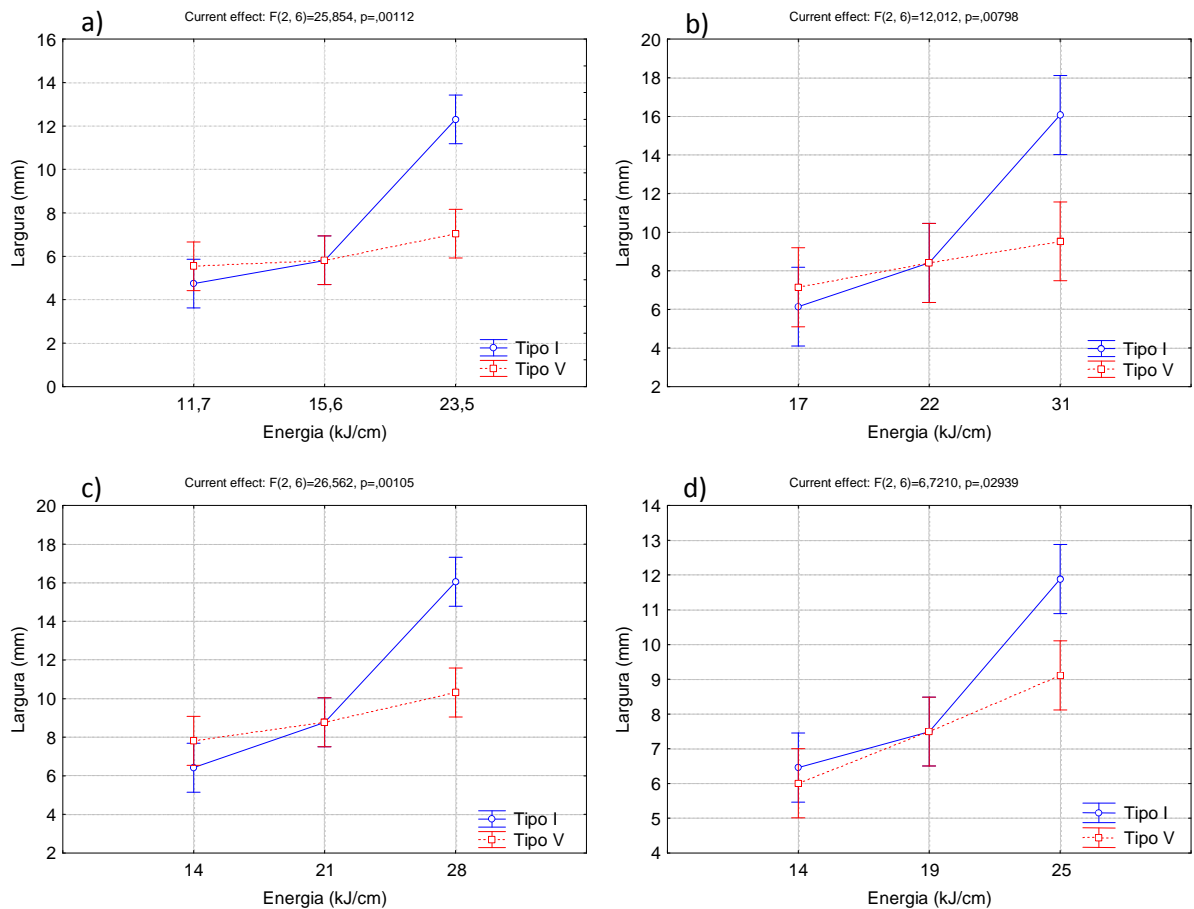 a)
Current effect: F(2, 6)=25,854, p=,00112
16
14
12
10
8
6
4
2
0
Largura (mm)
11,7 15,6 23,5
Energia (kJ/cm)
Tipo I
Tipo V
b)
Current effect: F(2, 6)=12,012, p=,00798
20
18
16
14
12
10
8
6
4
2
Largura (mm)
17 22 31
Energia (kJ/cm)
Tipo I
Tipo V
c)
Current effect: F(2, 6)=26,562, p=,00105
20
18
16
14
12
10
8
6
4
2
Largura (mm)
14 21 28
Energia (kJ/cm)
Tipo I
Tipo V
d)
Current effect: F(2, 6)=6,7210, p=,02939
14
13
12
11
10
9
8
7
6
5
4
Largura (mm)
14 19 25
Energia (kJ/cm)
Tipo I
Tipo V